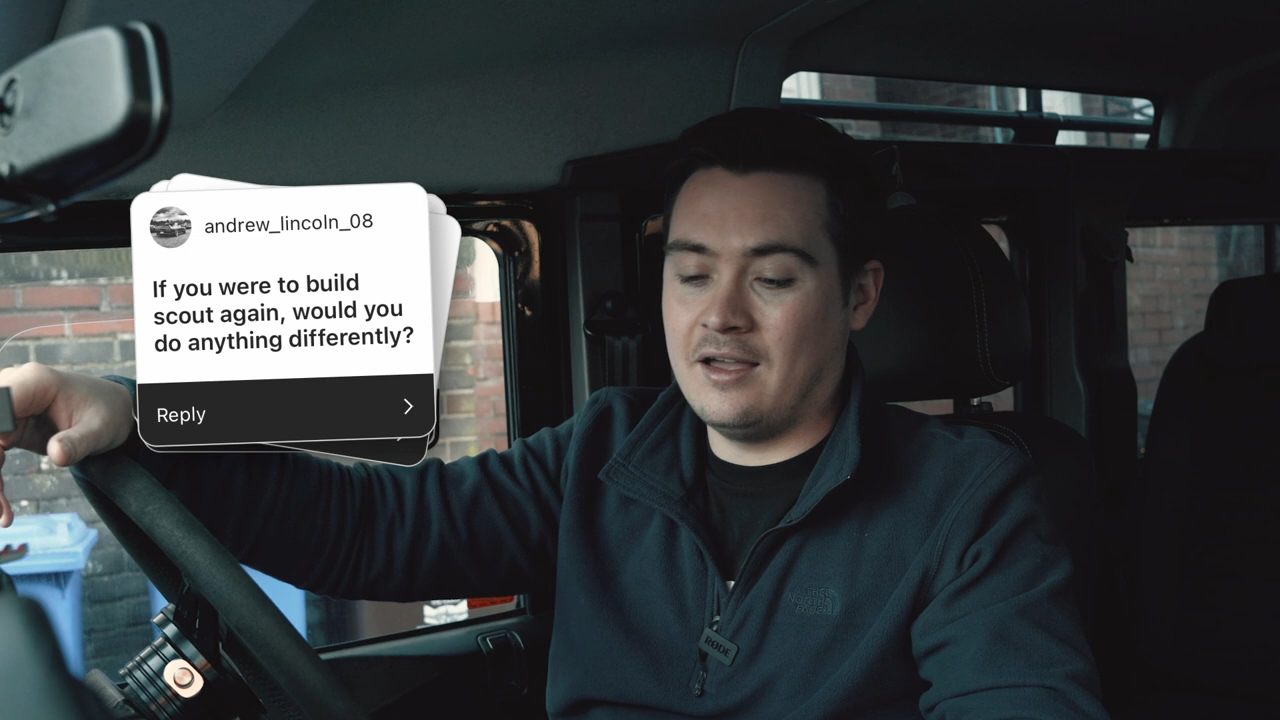 andrew_lincoln_08
If you were to build
scout again, would you
do anything differently?
Reply
THE
NORTH
FACE
RØDE